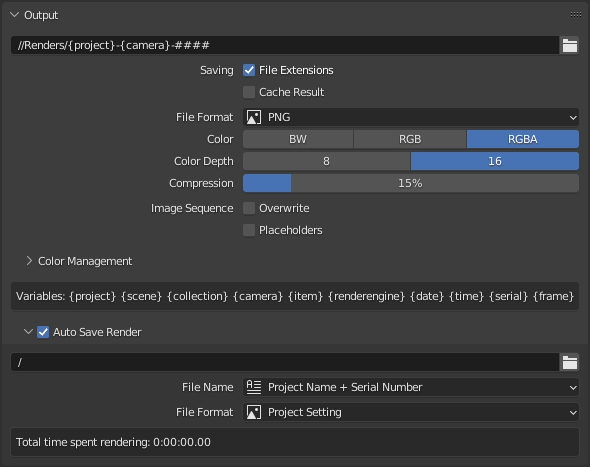 Output
//Renders/{project}-{camera}-####
Saving File Extensions
Cache Result
File Format PNG
Color BW RGB RGBA
Color Depth 8 16
Compression 15%
Image Sequence Overwrite
Placeholders
Color Management
Variables: {project} {scene} {collection} {camera} {item} {renderengine} {date} {time} {serial} {frame}
Auto Save Render
/
File Name Project Name + Serial Number
File Format Project Setting
Total time spent rendering: 0:00:00.00